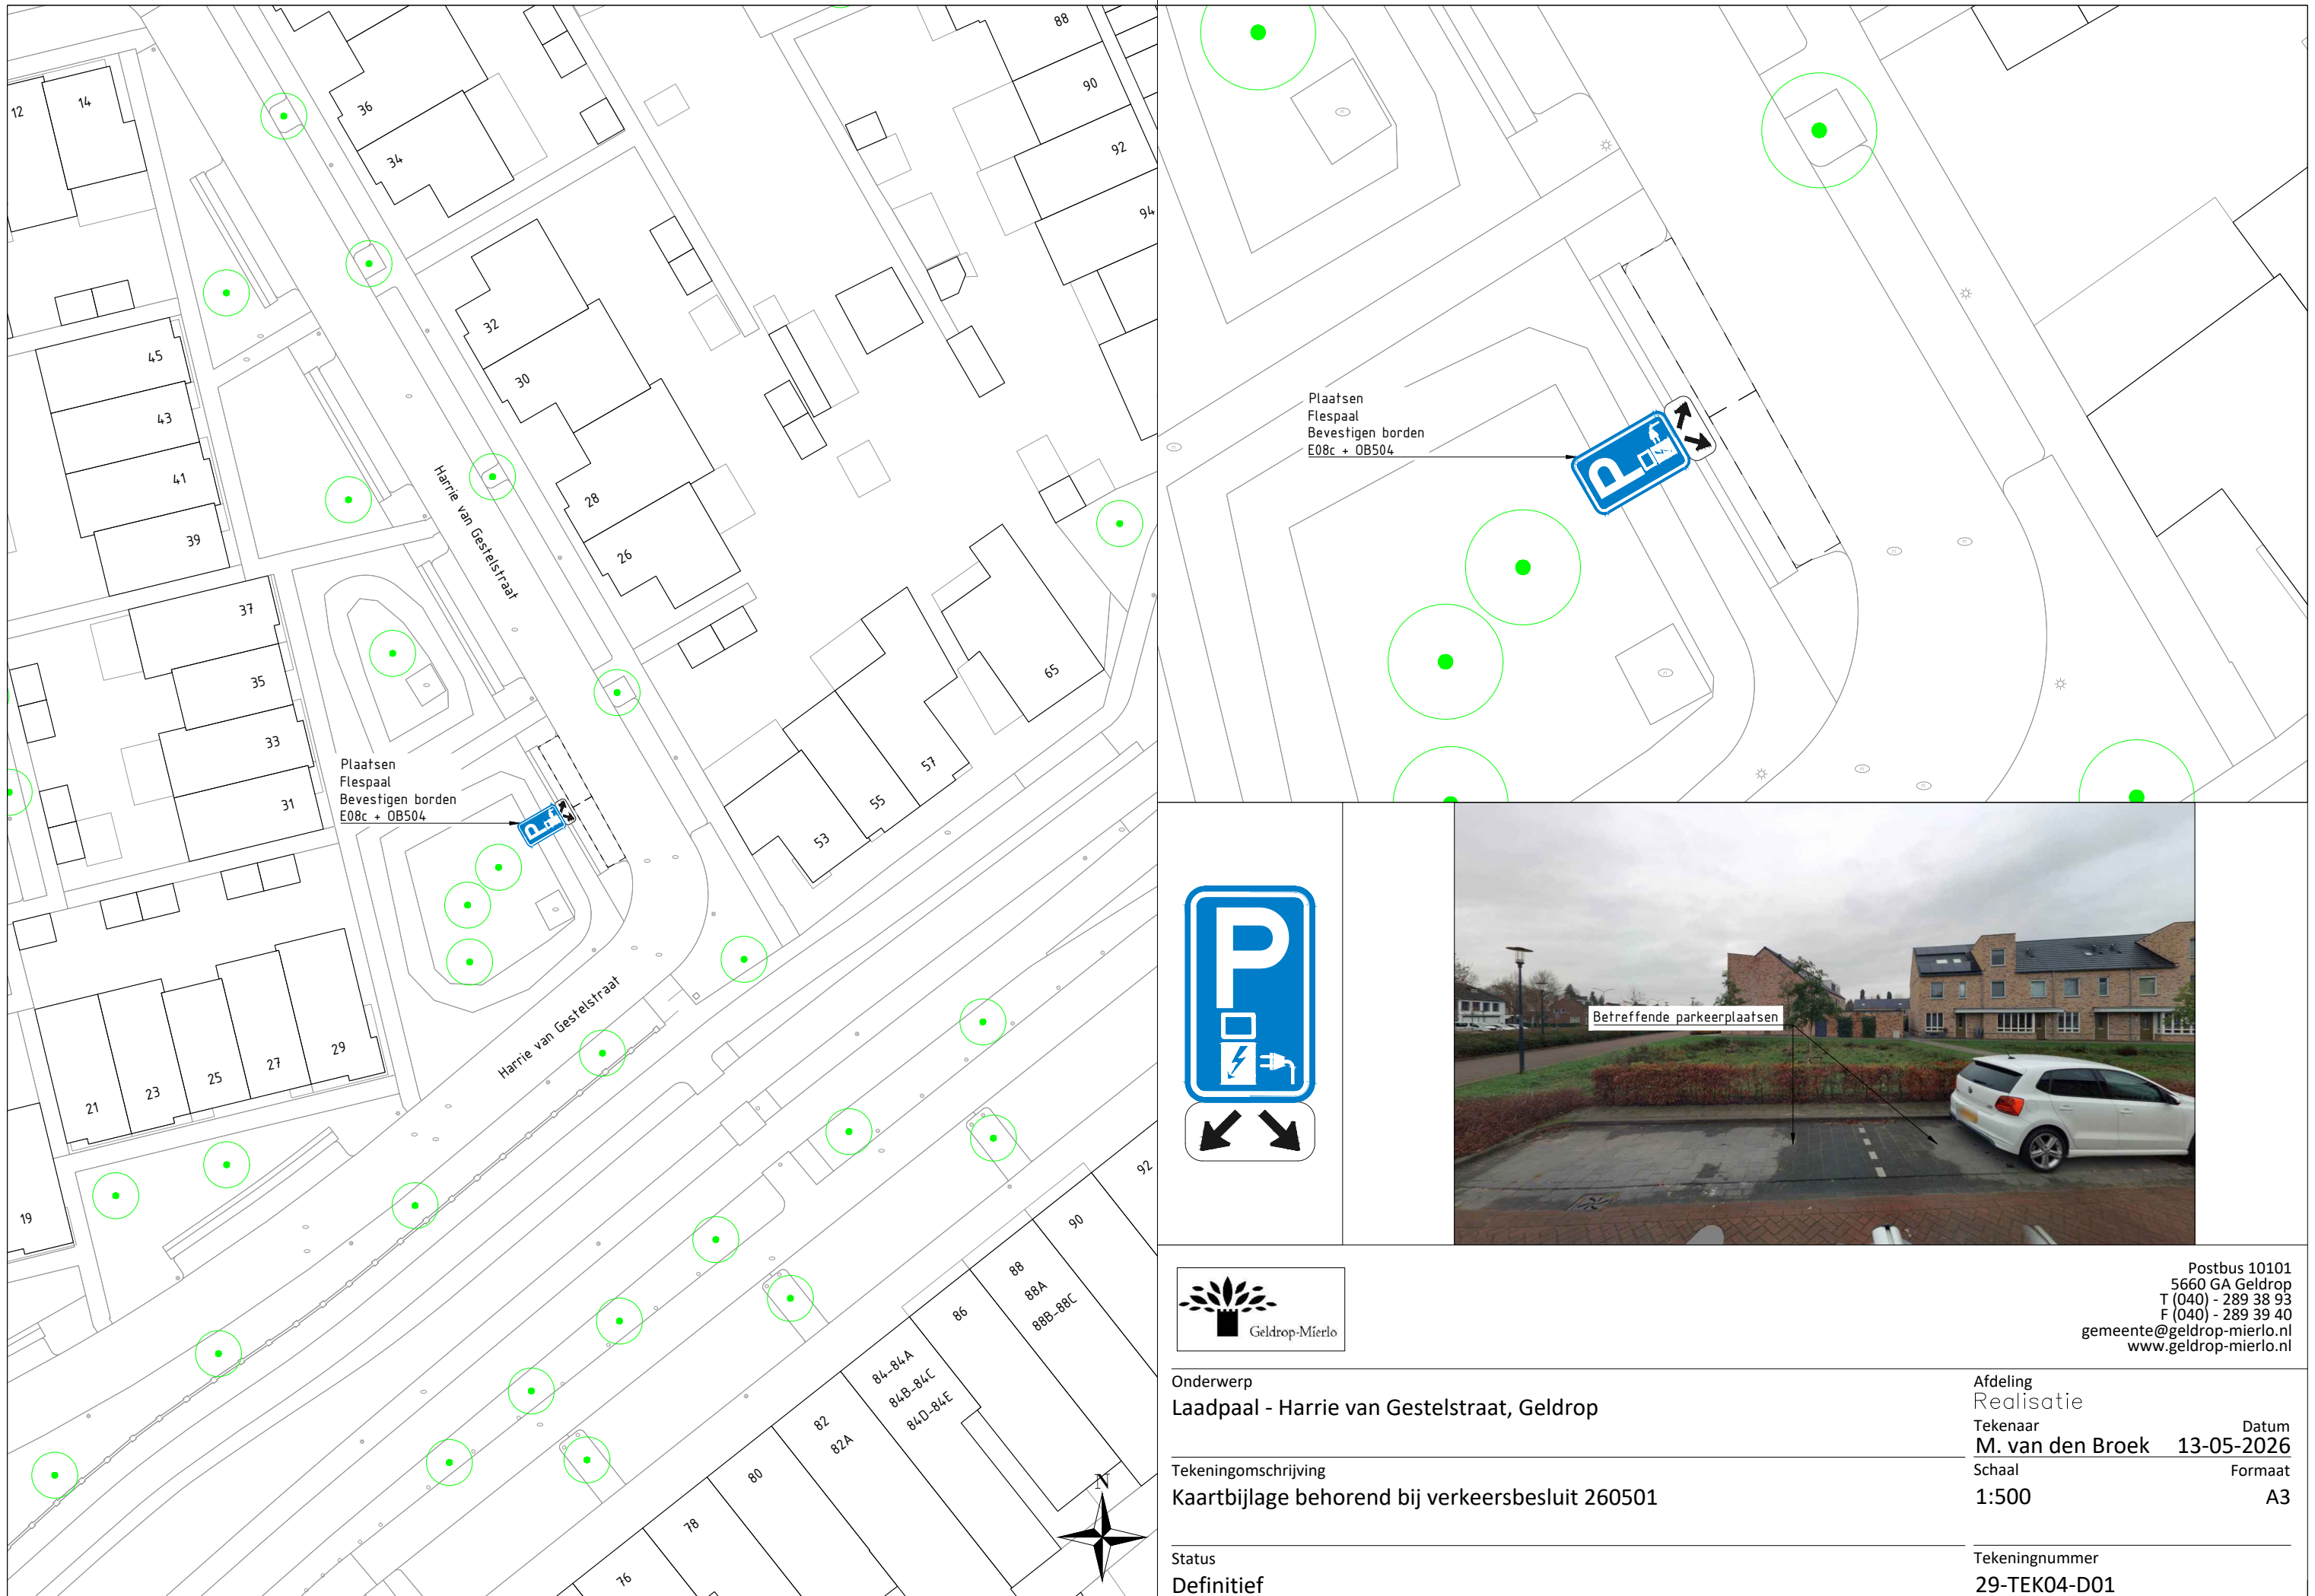 12
14
36
34
32
30
28
26
88
90
92
94
45
43
41
39
37
35
33
31
Harrie van Gestelstraat
Plaatsen
Flespaal
Bevestigen borden
E08c + OB504
65
57
55
53
21
23
25
27
29
19
Harrie van Gestelstraat
92
90
88
88A
88B-88C
86
84-84A
84B-84C
84D-84E
82
82A
80
78
76
N
Plaatsen
Flespaal
Bevestigen borden
E08c + OB504
P
P
P
Betreffende parkeerplaatsen
Geldrop-Mierlo
Postbus 10101
5660 GA Geldrop
T (040) - 289 38 93
F (040) - 289 39 40
gemeente@geldrop-mierlo.nl
www.geldrop-mierlo.nl
Onderwerp
Laadpaal - Harrie van Gestelstraat, Geldrop
Afdeling
Realisatie
Tekenaar
Datum
M. van den Broek
13-05-2026
Tekeningomschrijving
Kaartbijlage behorend bij verkeersbesluit 260501
Schaal
Formaat
1:500
A3
Status
Definitief
Tekeningnummer
29-TEK04-D01